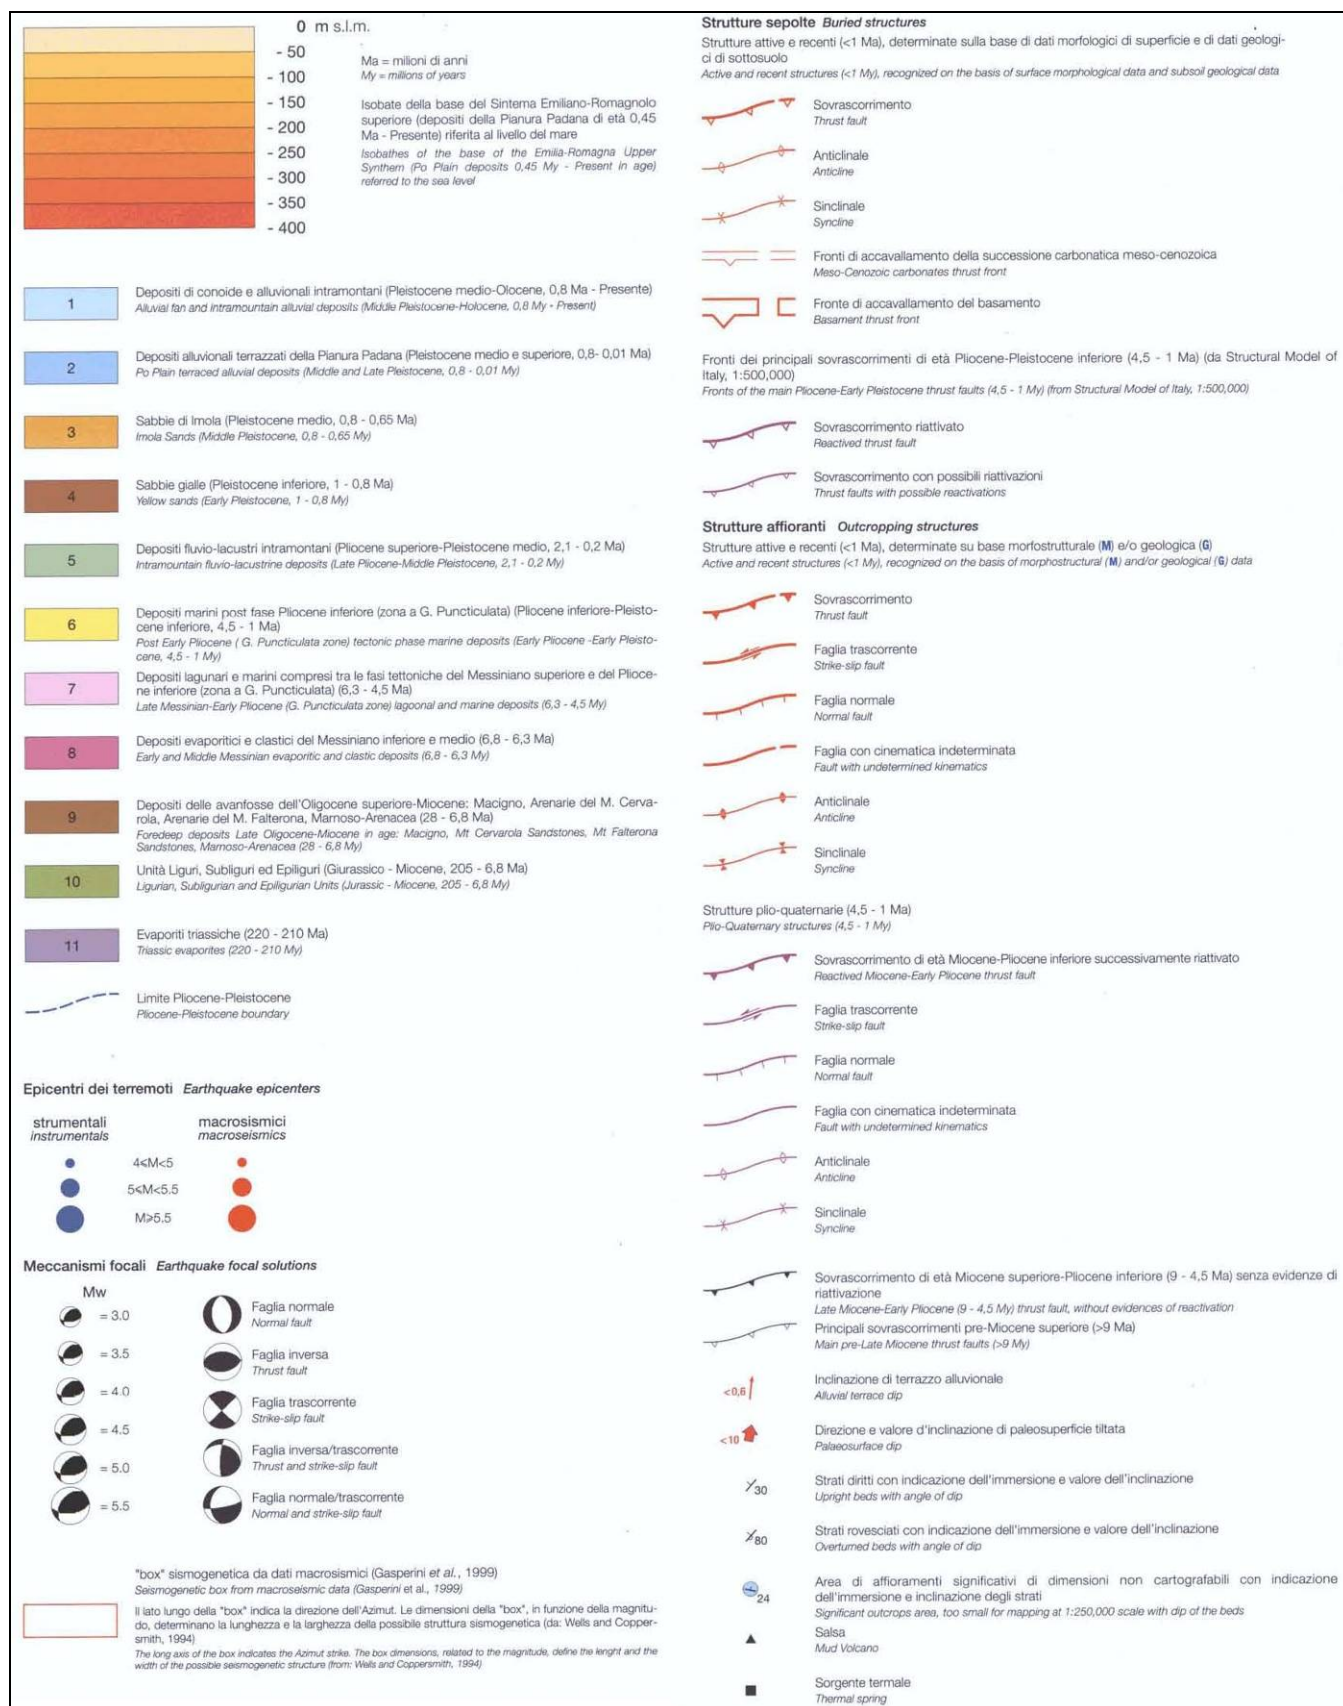 0 m s.l.m.
- 50
- 100
- 150
- 200
- 250
- 300
- 350
- 400
Ma = milioni di anni
My = millions of years
Isobate della base del Sintema Emiliano-Romagnolo
superiore (depositi della Pianura Padana di età 0,45
Ma - Presente) riferita al livello del mare
Isobathes of the base of the Emilia-Romagna Upper
Synthem (Po Plain deposits 0,45 My - Present in age)
referred to the sea level
1
Depositi di conoide e alluvionali intramontani (Pleistocene medio-Olocene, 0,8 Ma - Presente)
Alluvial fan and intramountain alluvial deposits (Middle Pleistocene-Holocene, 0,8 My - Present)
2
Depositi alluvionali terrazzati della Pianura Padana (Pleistocene medio e superiore, 0,8- 0,01 Ma)
Po Plain terraced alluvial deposits (Middle and Late Pleistocene, 0,8 - 0,01 My)
3
Sabbie di Imola (Pleistocene medio, 0,8 - 0,65 Ma)
Imola Sands (Middle Pleistocene, 0,8 - 0,65 My)
4
Sabbie gialle (Pleistocene inferiore, 1 - 0,8 Ma)
Yellow sands (Early Pleistocene, 1 - 0,8 My)
5
Depositi fluvio-lacustri intramontani (Pliocene superiore-Pleistocene medio, 2,1 - 0,2 Ma)
Intramountain fluvio-lacustrine deposits (Late Pliocene-Middle Pleistocene, 2,1 - 0,2 My)
6
Depositi marini post fase Pliocene inferiore (zona a G. Puncticulata) (Pliocene inferiore-Pleisto-
cene inferiore, 4,5 - 1 Ma)
Post Early Pliocene ( G. Puncticulata zone) tectonic phase marine deposits (Early Pliocene -Early Pleisto-
cene, 4,5 - 1 My)
7
Depositi lagunari e marini compresi tra le fasi tettoniche del Messiniano superiore e del Plioce-
ne inferiore (zona a G. Puncticulata) (6,3 - 4,5 Ma)
Late Messinian-Early Pliocene (G. Puncticulata zone) lagoonal and marine deposits (6,3 - 4,5 My)
8
Depositi evaporitici e clastici del Messiniano inferiore e medio (6,8 - 6,3 Ma)
Early and Middle Messinian evaporitic and clastic deposits (6,8 - 6,3 My)
9
Depositi delle avanfosse dell'Oligocene superiore-Miocene: Macigno, Arenarie del M. Cerva-
rola, Arenarie del M. Falterona, Marnoso-Arenacea (28 - 6,8 Ma)
Foredeep deposits Late Oligocene-Miocene in age: Macigno, Mt Cervarola Sandstones, Mt Falterona
Sandstones, Marnoso-Arenacea (28 - 6,8 My)
10
Unità Liguri, Subliguri ed Epiliguri (Giurassico - Miocene, 205 - 6,8 Ma)
Ligurian, Subligurian and Epiligurian Units (Jurassic - Miocene, 205 - 6,8 My)
11
Evaporiti triassiche (220 - 210 Ma)
Triassic evaporites (220 - 210 My)
Limite Pliocene-Pleistocene
Pliocene-Pleistocene boundary
Epicentri dei terremoti Earthquake epicenters
strumentali macrosismici
instrumentals macroseismics
4⩽M<5
5⩽M<5.5
M⩾5.5
Meccanismi focali Earthquake focal solutions
Mw
= 3.0
= 3.5
= 4.0
= 4.5
= 5.0
= 5.5
Faglia normale
Normal fault
Faglia inversa
Thrust fault
Faglia trascorrente
Strike-slip fault
Faglia inversa/trascorrente
Thrust and strike-slip fault
Faglia normale/trascorrente
Normal and strike-slip fault
"box" sismogenetica da dati macrosismici (Gasperini et al., 1999)
Seismogenetic box from macroseismic data (Gasperini et al., 1999)
Il lato lungo della "box" indica la direzione dell'Azimut. Le dimensioni della "box", in funzione della magnitu-
do, determinano la lunghezza e la larghezza della possibile struttura sismogenetica (da: Wells and Copper-
smith, 1994)
The long axis of the box indicates the Azimut strike. The box dimensions, related to the magnitude, define the lenght and the
width of the possible seismogenetic structure (from: Wells and Coppersmith, 1994)
Strutture sepolte Buried structures
Strutture attive e recenti (<1 Ma), determinate sulla base di dati morfologici di superficie e di dati geologi-
ci di sottosuolo
Active and recent structures (<1 My), recognized on the basis of surface morphological data and subsoil geological data
Sovrascorrimento
Thrust fault
Anticlinale
Anticline
Sinclinale
Syncline
Fronti di accavallamento della successione carbonatica meso-cenozoica
Meso-Cenozoic carbonates thrust front
Fronte di accavallamento del basamento
Basament thrust front
Fronti dei principali sovrascorrimenti di età Pliocene-Pleistocene inferiore (4,5 - 1 Ma) (da Structural Model of
Italy, 1:500,000)
Fronts of the main Pliocene-Early Pleistocene thrust faults (4,5 - 1 My) (from Structural Model of Italy, 1:500,000)
Sovrascorrimento riattivato
Reactived thrust fault
Sovrascorrimento con possibili riattivazioni
Thrust faults with possible reactivations
Strutture affioranti Outcropping structures
Strutture attive e recenti (<1 Ma), determinate su base morfostrutturale (M) e/o geologica (G)
Active and recent structures (<1 My), recognized on the basis of morphostructural (M) and/or geological (G) data
Sovrascorrimento
Thrust fault
Faglia trascorrente
Strike-slip fault
Faglia normale
Normal fault
Faglia con cinematica indeterminata
Fault with undetermined kinematics
Anticlinale
Anticline
Sinclinale
Syncline
Strutture plio-quaternarie (4,5 - 1 Ma)
Plio-Quaternary structures (4,5 - 1 My)
Sovrascorrimento di età Miocene-Pliocene inferiore successivamente riattivato
Reactived Miocene-Early Pliocene thrust fault
Faglia trascorrente
Strike-slip fault
Faglia normale
Normal fault
Faglia con cinematica indeterminata
Fault with undetermined kinematics
Anticlinale
Anticline
Sinclinale
Syncline
Sovrascorrimento di età Miocene superiore-Pliocene inferiore (9 - 4,5 Ma) senza evidenze di
riattivazione
Late Miocene-Early Pliocene (9 - 4,5 My) thrust fault, without evidences of reactivation
Principali sovrascorrimenti pre-Miocene superiore (>9 Ma)
Main pre-Late Miocene thrust faults (>9 My)
<0,6
Inclinazione di terrazzo alluvionale
Alluvial terrace dip
<10
Direzione e valore d'inclinazione di paleosuperficie tiltata
Palaeosurface dip
30
Strati diritti con indicazione dell'immersione e valore dell'inclinazione
Upright beds with angle of dip
80
Strati rovesciati con indicazione dell'immersione e valore dell'inclinazione
Overturned beds with angle of dip
24
Area di affioramenti significativi di dimensioni non cartografabili con indicazione
dell'immersione e inclinazione degli strati
Significant outcrops area, too small for mapping at 1:250,000 scale with dip of the beds
Salsa
Mud Volcano
Sorgente termale
Thermal spring